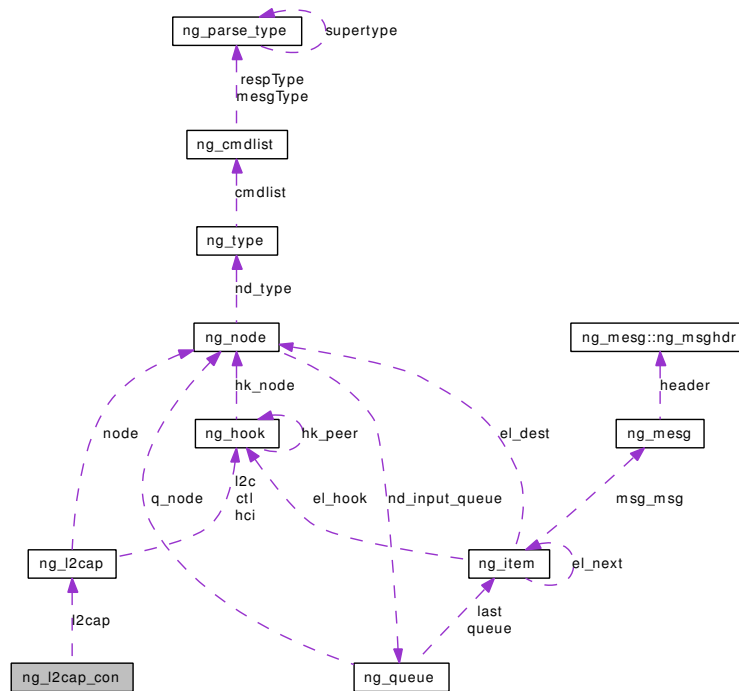 ng_parse_type
supertype
respType
mesgType
ng_cmdlist
cmdlist
ng_type
nd_type
ng_node
ng_mesg::ng_msghdr
hk_node
header
node
ng_hook
hk_peer
el_dest
ng_mesg
l2c
ctl
hci
q_node
el_hook
nd_input_queue
msg_msg
ng_l2cap
ng_item
el_next
l2cap
last
queue
ng_l2cap_con
ng_queue